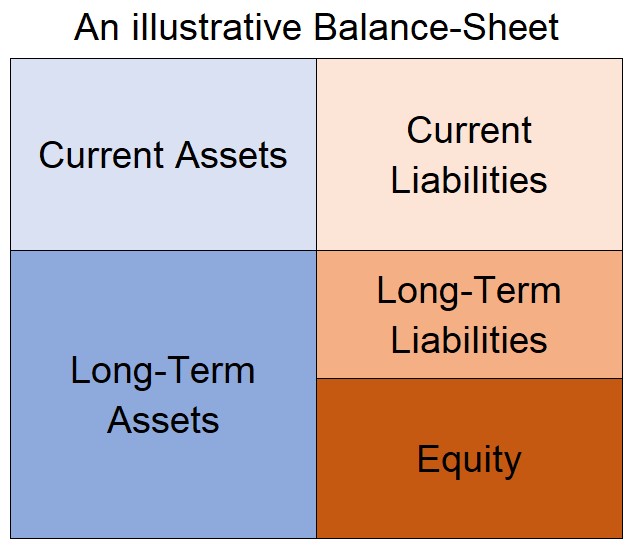 An illustrative Balance-Sheet
Current Assets
Current
Liabilities
Long-Term
Assets
Long-Term
Liabilities
Equity